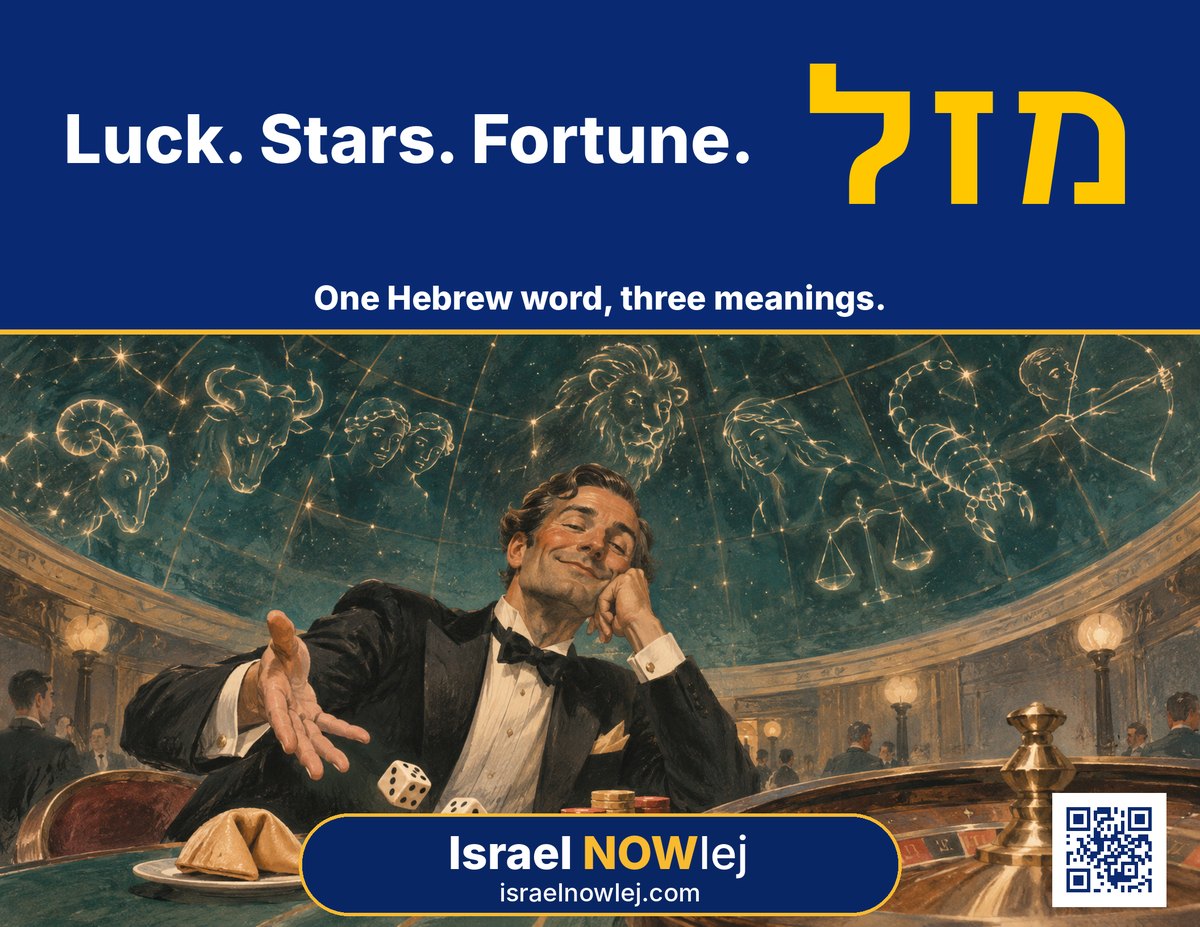 Luck. Stars. Fortune.
מזל
One Hebrew word, three meanings.
Israel NOWlej
israelnowlej.com